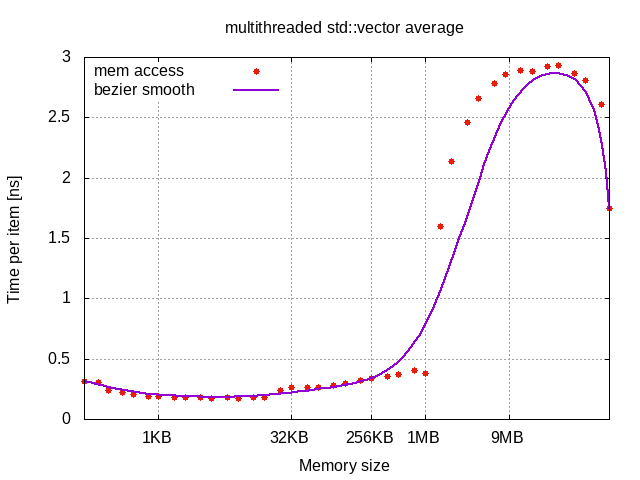 multithreaded std::vector average
mem access
bezier smooth
3
2.5
2
1.5
1
0.5
0
Time per item [ns]
1KB 32KB 256KB 1MB 9MB
Memory size